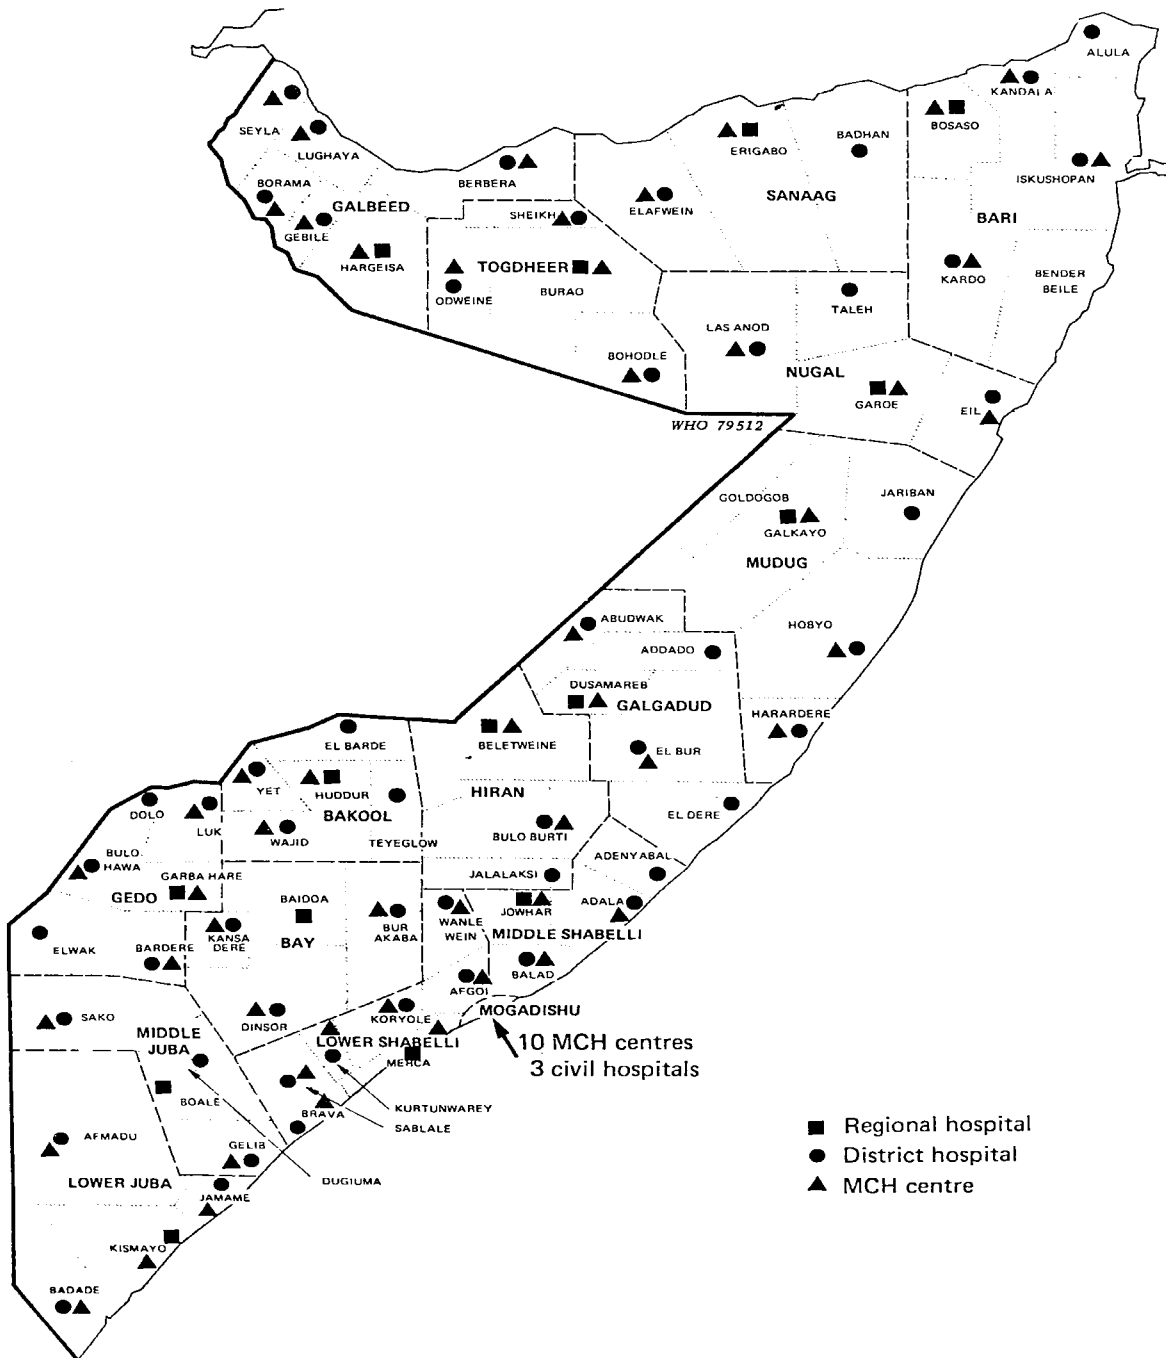 ALULA
KANDALA
BOSASO
SEYLA
LUGHAYA
ERIGABO
BADHAN
ISKUSHOPAN
BERBERA
BORAMA
GALBEED
GEBILE
SHEIKH
ELAFWEIN
SANAAG
BARI
HARGEISA
TOGDHEER
BURAO
ODWEINE
KARDO
BENDER
BEILE
TALEH
LAS ANOD
BOHODLE
NUGAL
GAROE
EIL
WHO 79512
GOLDOGOB
GALKAYO
JARIBAN
MUDUG
ABUDWAK
HOBYO
ADDADO
DUSAMAREB
GALGADUD
HARARDERE
EL BARDE
BELETWEINE
EL BUR
YET
HUDDUR
HIRAN
DOLO
LUK
BAKOOL
EL DERE
WAJID
TEYEGLOW
BULO BURTI
BULO
HAWA
ADENYABAL
GARBA HARE
JALALAKSI
GEDO
BAIDOA
JOWHAR
ADALA
KANSA
DERE
BAY
BUR
AKABA
WANLE
WEIN
MIDDLE SHABELLI
ELWAK
BARDERE
BALAD
AFGOI
SAKO
DINSOR
KORYOLE
MOGADISHU
MIDDLE
JUBA
LOWER SHABELLI
10 MCH centres
3 civil hospitals
MERCA
BOALE
BRAVA
KURTUNWAREY
SABLALE
AFMADU
GELIB
DUGIUMA
LOWER JUBA
JAMAME
KISMAYO
BADADE
Regional hospital
District hospital
MCH centre